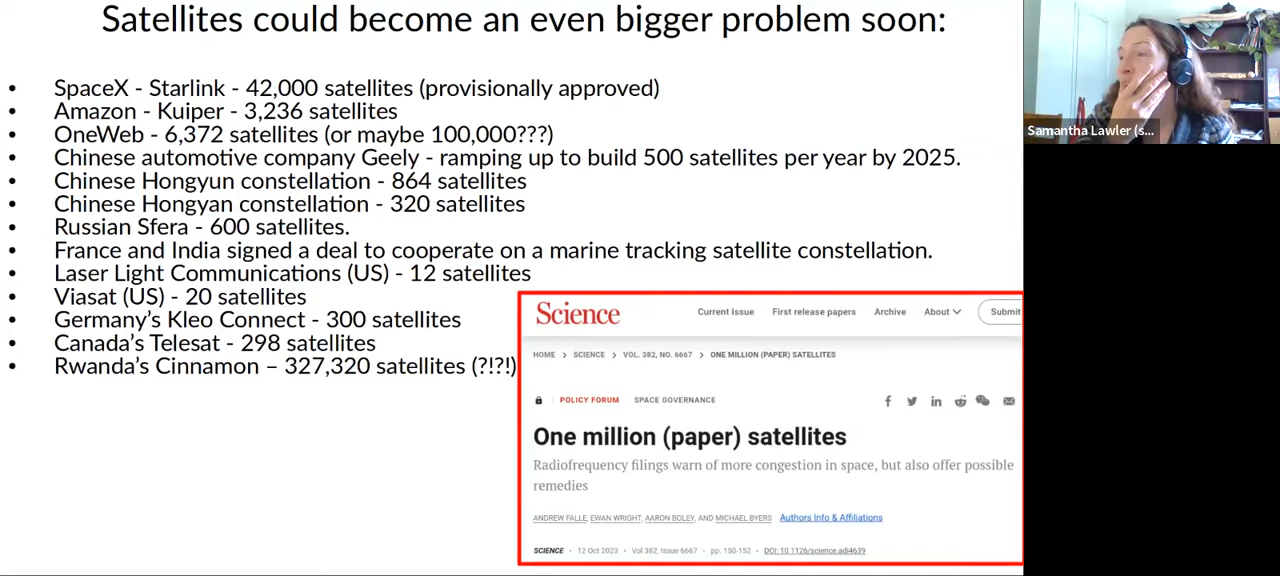 Satellites could become an even bigger problem soon:
• SpaceX - Starlink - 42,000 satellites (provisionally approved)
• Amazon - Kuiper - 3,236 satellites
• OneWeb - 6,372 satellites (or maybe 100,000???)
• Chinese automotive company Geely - ramping up to build 500 satellites per year by 2025.
• Chinese Hongyun constellation - 864 satellites
• Chinese Hongyan constellation - 320 satellites
• Russian Sfera - 600 satellites.
• France and India signed a deal to cooperate on a marine tracking satellite constellation.
• Laser Light Communications (US) - 12 satellites
• Viasat (US) - 20 satellites
• Germany's Kleo Connect - 300 satellites
• Canada's Telesat - 298 satellites
• Rwanda's Cinnamon – 327,320 satellites (?!?!)
Science Current Issue First release papers Archive About Submit
HOME > SCIENCE > VOL. 382, NO. 6667 > ONE MILLION (PAPER) SATELLITES
POLICY FORUM SPACE GOVERNANCE
One million (paper) satellites
Radiofrequency filings warn of more congestion in space, but also offer possible
remedies
ANDREW FALLE, EWAN WRIGHT, AARON BOLEY, AND MICHAEL BYERS Authors Info & Affiliations
SCIENCE • 12 Oct 2023 • Vol 382, Issue 6667 • pp. 150-152 • DOI: 10.1126/science.adi4639
Samantha Lawler (s...